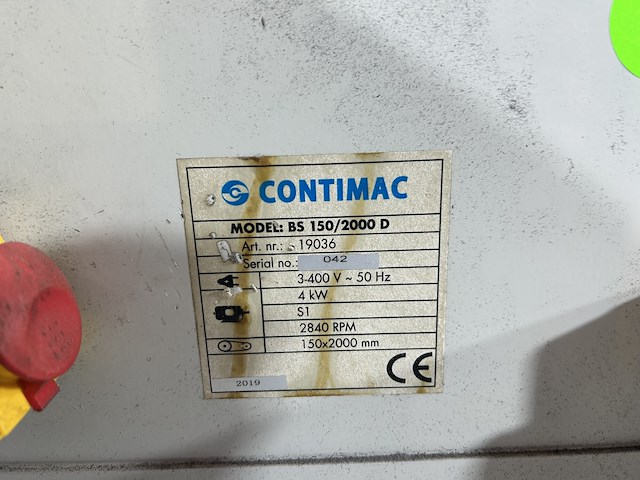 CONTIMAC
MODEL: BS 150/2000 D
Art. nr.: 19036
Serial no.: 042
3-400 V ~ 50 Hz
4 kW
S1
2840 RPM
150x2000 mm
2019
CE